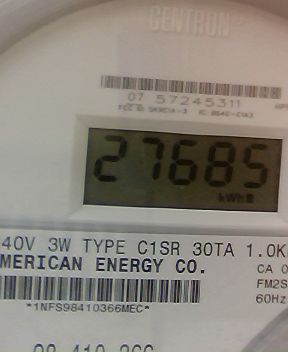 CENTRON
07 57245311
27685
kWh
40V 3W TYPE C1SR 30TA 1.0K
MERICAN ENERGY CO.
CA 0
FM2S
60Hz
*1NFS98410366MEC*